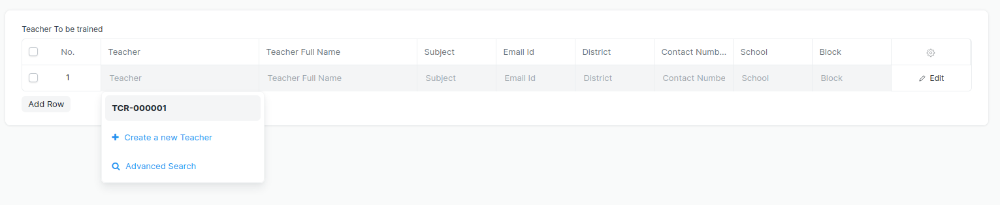 Teacher To be trained
No. Teacher Teacher Full Name Subject Email Id District Contact Numb... School Block
1 Teacher Teacher Full Name Subject Email Id District Contact Numbe School Block Edit
Add Row
TCR-000001
Create a new Teacher
Advanced Search